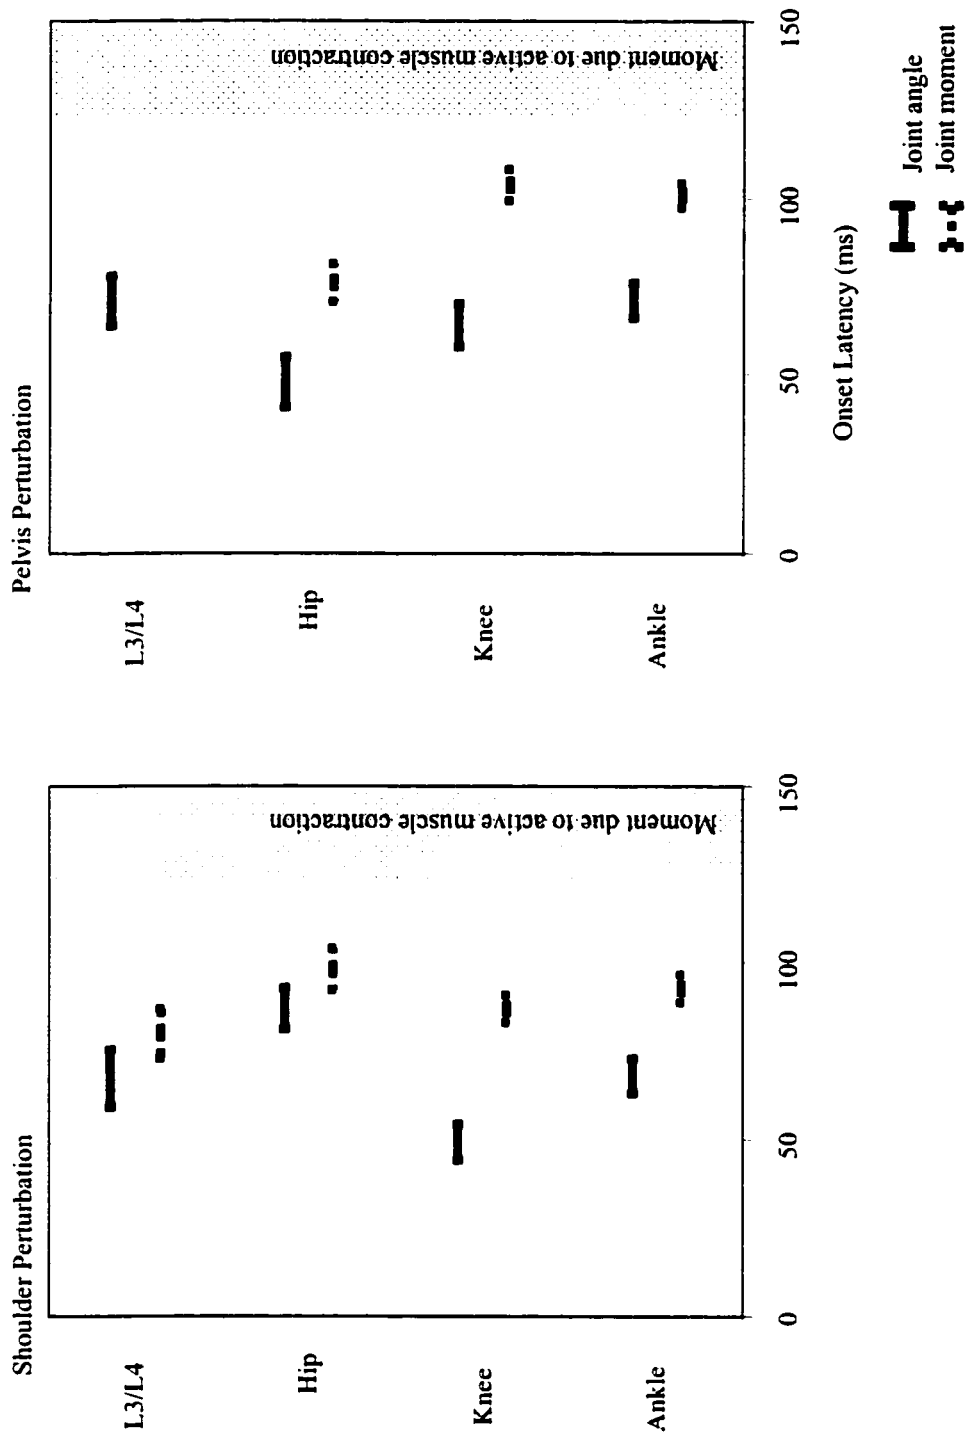 Shoulder Perturbation
L3/L4
Hip
Knee
Ankle
Moment due to active muscle contraction
0
50
100
150
Pelvis Perturbation
L3/L4
Hip
Knee
Ankle
Moment due to active muscle contraction
0
50
100
150
Onset Latency (ms)
Joint angle
Joint moment